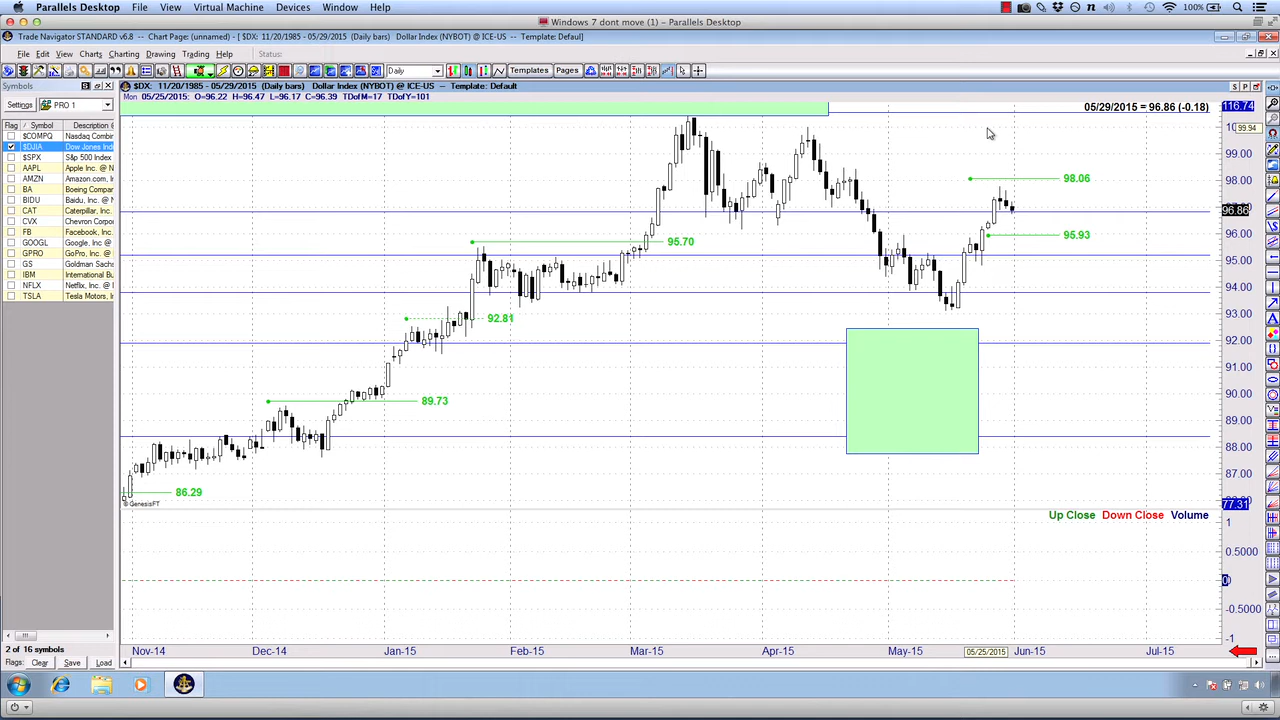 Parallels Desktop File View Virtual Machine Devices Window Help 100%
Windows 7 dont move (1) - Parallels Desktop
Trade Navigator STANDARD v6.8 - Chart Page: (unnamed) - [ $DX: 11/20/1985 - 05/29/2015 (Daily bars) Dollar Index (NYBOT) @ ICE-US - Template: Default]
File Edit View Charts Charting Drawing Trading Help Status:
Daily Templates Pages
Symbols $DX: 11/20/1985 - 05/29/2015 (Daily bars) Dollar Index (NYBOT) @ ICE-US - Template: Default S P
Mon 05/25/2015: O=96.22 H=96.47 L=96.17 C=96.39 TDofM=17 TDofY=101
Settings PRO 1
05/29/2015 = 96.86 (-0.18)
116.74
99.94
Flag Symbol Description
$COMPQ Nasdaq Combin
$DJIA Dow Jones Ind
$SPX S&p 500 Index
AAPL Apple, Inc. @ N
AMZN Amazon.com, In
BA Boeing Compan
BIDU Baidu, Inc. @ N
CAT Caterpillar, Inc.
CVX Chevron Corpor
FB Facebook, Inc.
GOOGL Google, Inc @
GPRO GoPro, Inc. @ N
GS Goldman Sach
IBM International Bu
NFLX Netflix, Inc. @
TSLA Tesla Motors, In
99.00
98.00
96.86
96.00
95.00
94.00
93.00
92.00
91.00
90.00
89.00
88.00
87.00
77.31
98.06
95.93
95.70
92.81
89.73
86.29
© GenesisFT
Up Close Down Close Volume
1
0.5000
0
-0.5000
-1
Nov-14 Dec-14 Jan-15 Feb-15 Mar-15 Apr-15 May-15 05/25/2015 Jun-15 Jul-15
2 of 16 symbols
Flags: Clear Save Load